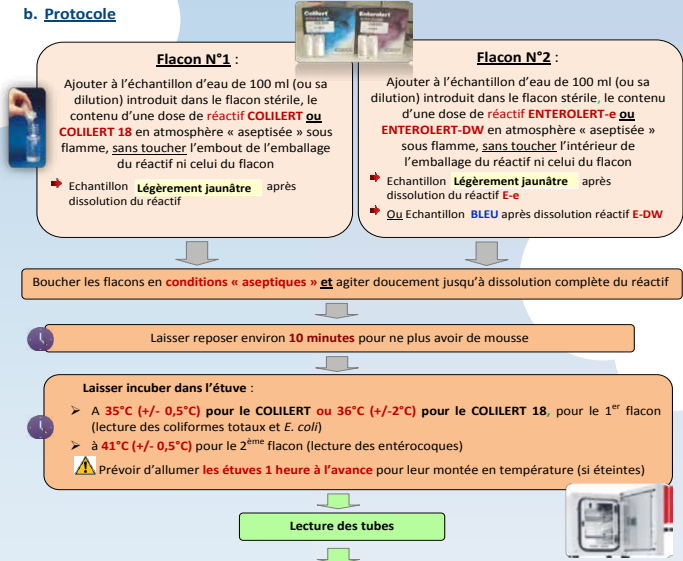 b. Protocole
Flacon N°1 :
Ajouter à l'échantillon d'eau de 100 ml (ou sa
dilution) introduit dans le flacon stérile, le
contenu d'une dose de réactif COLILERT ou
COLILERT 18 en atmosphère « aseptisée » sous
flamme, sans toucher l'embout de l'emballage
du réactif ni celui du flacon
Echantillon Légèrement jaunâtre après
dissolution du réactif
Colilert
Enterolert
Flacon N°2 :
Ajouter à l'échantillon d'eau de 100 ml (ou sa
dilution) introduit dans le flacon stérile, le contenu
d'une dose de réactif ENTEROLERT-e ou
ENTEROLERT-DW en atmosphère « aseptisée »
sous flamme, sans toucher l'intérieur de
l'emballage du réactif ni celui du flacon
Echantillon Légèrement jaunâtre après
dissolution du réactif E-e
Ou Echantillon BLEU après dissolution réactif E-DW
Boucher les flacons en conditions « aseptiques » et agiter doucement jusqu'à dissolution complète du réactif
Laisser reposer environ 10 minutes pour ne plus avoir de mousse
Laisser incuber dans l'étuve :
➢ A 35°C (+/- 0,5°C) pour le COLILERT ou 36°C (+/-2°C) pour le COLILERT 18, pour le 1er flacon
(lecture des coliformes totaux et E. coli)
➢ à 41°C (+/- 0,5°C) pour le 2ème flacon (lecture des entérocoques)
Prévoir d'allumer les étuves 1 heure à l'avance pour leur montée en température (si éteintes)
Lecture des tubes